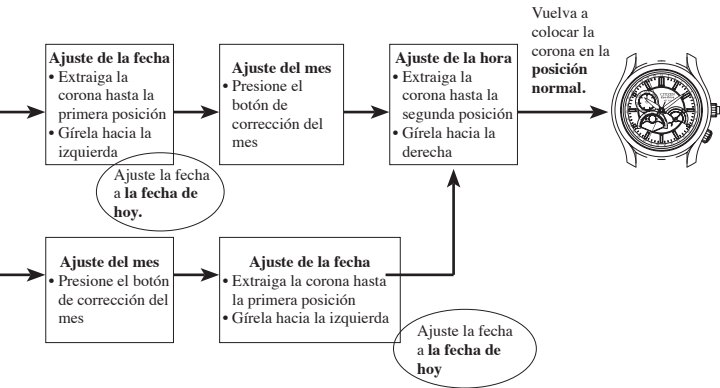 Ajuste de la fecha
• Extraiga la
corona hasta la
primera posición
• Gírela hacia la
izquierda
Ajuste la fecha
a la fecha de
hoy.
Ajuste del mes
• Presione el
botón de
corrección del
mes
Ajuste de la hora
• Extraiga la
corona hasta la
segunda posición
• Gírela hacia la
derecha
Vuelva a
colocar la
corona en la
posición
normal.
Ajuste del mes
• Presione el botón
de corrección del
mes
Ajuste de la fecha
• Extraiga la corona hasta
la primera posición
• Gírela hacia la izquierda
Ajuste la fecha
a la fecha de
hoy